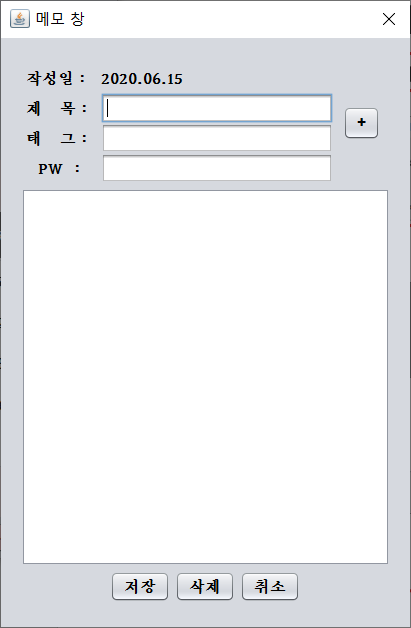 메모 창
작성일 : 2020.06.15
제 목 :
+
태 그 :
PW :
저장 삭제 취소